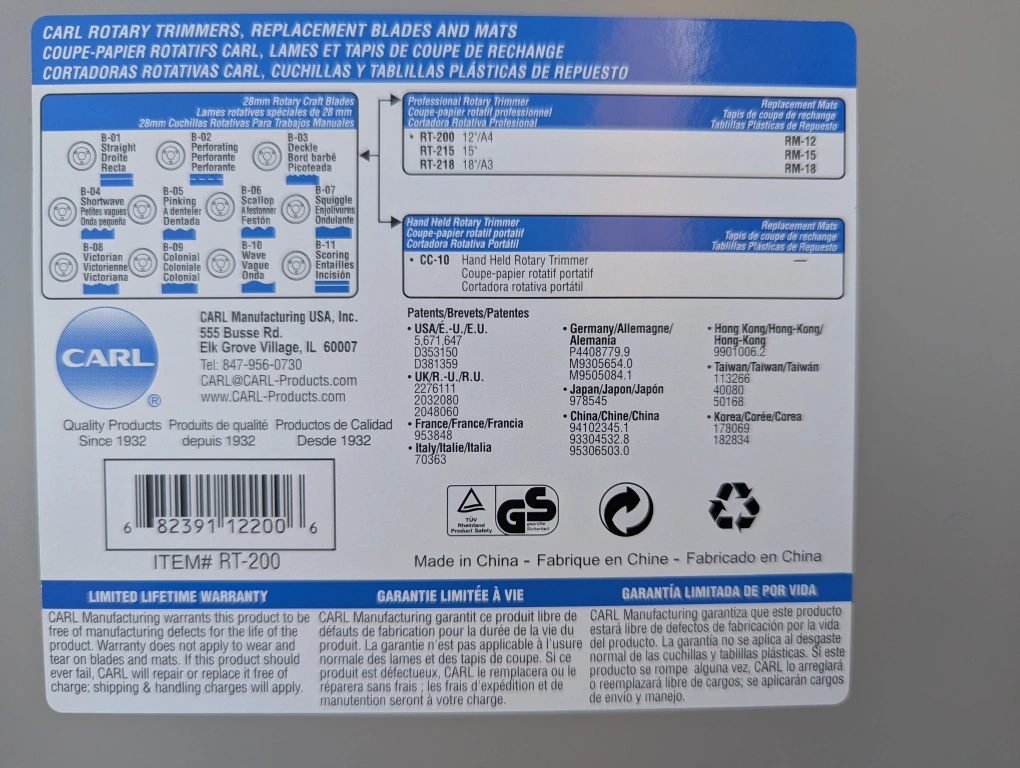 CARL ROTARY TRIMMERS, REPLACEMENT BLADES AND MATS
COUPE-PAPIER ROTATIFS CARL, LAMES ET TAPIS DE COUPE DE RECHANGE
CORTADORAS ROTATIVAS CARL, CUCHILLAS Y TABLILLAS PLÁSTICAS DE REPUESTO
28mm Rotary Craft Blades
Lames rotatives spéciales de 28 mm
28mm Cuchillas Rotativas Para Trabajos Manuales
B-01
Straight
Droite
Recta
B-02
Perforating
Perforante
Perforante
B-03
Deckle
Bord barbé
Picoteada
B-04
Shortwave
Petites vagues
Onda pequeña
B-05
Pinking
A denteler
Dentada
B-06
Scallop
A festonner
Festón
B-07
Squiggle
Enjolivures
Ondulante
B-08
Victorian
Victorienne
Victoriana
B-09
Colonial
Coloniale
Colonial
B-10
Wave
Vague
Onda
B-11
Scoring
Entailles
Incisión
Professional Rotary Trimmer
Coupe-papier rotatif professionnel
Cortadora Rotativa Profesional
Replacement Mats
Tapis de coupe de rechange
Tablillas Plásticas de Repuesto
• RT-200 12"/A4 RM-12
RT-215 15" RM-15
RT-218 18"/A3 RM-18
Hand Held Rotary Trimmer
Coupe-papier rotatif portatif
Cortadora Rotativa Portátil
Replacement Mats
Tapis de coupe de rechange
Tablillas Plásticas de Repuesto
• CC-10 Hand Held Rotary Trimmer —
Coupe-papier rotatif portatif
Cortadora rotativa portátil
CARL
®
CARL Manufacturing USA, Inc.
555 Busse Rd.
Elk Grove Village, IL 60007
Tel: 847-956-0730
CARL@CARL-Products.com
www.CARL-Products.com
Quality Products
Since 1932
Produits de qualité
depuis 1932
Productos de Calidad
Desde 1932
6 82391 12200 6
ITEM# RT-200
Patents/Brevets/Patentes
• USA/É.-U./E.U.
5,671,647
D353150
D381359
• UK/R.-U./R.U.
2276111
2032080
2048060
• France/France/Francia
953848
• Italy/Italie/Italia
70363
• Germany/Allemagne/
Alemania
P4408779.9
M9305654.0
M9505084.1
• Japan/Japon/Japón
978545
• China/Chine/China
94102345.1
93304532.8
95306503.0
• Hong Kong/Hong-Kong/
Hong-Kong
9901006.2
• Taiwan/Taiwan/Taiwán
113266
40080
50168
• Korea/Corée/Corea
178069
182834
TÜV
Rheinland
Product Safety
GS
geprüfte
Sicherheit
Made in China - Fabrique en Chine - Fabricado en China
LIMITED LIFETIME WARRANTY
CARL Manufacturing warrants this product to be
free of manufacturing defects for the life of the
product. Warranty does not apply to wear and
tear on blades and mats. If this product should
ever fail, CARL will repair or replace it free of
charge; shipping & handling charges will apply.
GARANTIE LIMITÉE À VIE
CARL Manufacturing garantit ce produit libre de
défauts de fabrication pour la durée de la vie du
produit. La garantie n'est pas applicable à l'usure
normale des lames et des tapis de coupe. Si ce
produit est défectueux, CARL le remplacera ou le
réparera sans frais ; les frais d'expédition et de
manutention seront à votre charge.
GARANTÍA LIMITADA DE POR VIDA
CARL Manufacturing garantiza que este producto
estará libre de defectos de fabricación por la vida
del producto. La garantía no se aplica al desgaste
normal de las cuchillas y tablillas plásticas. Si este
producto se rompe alguna vez, CARL lo arreglará
o reemplazará libre de cargos; se aplicarán cargos
de envío y manejo.